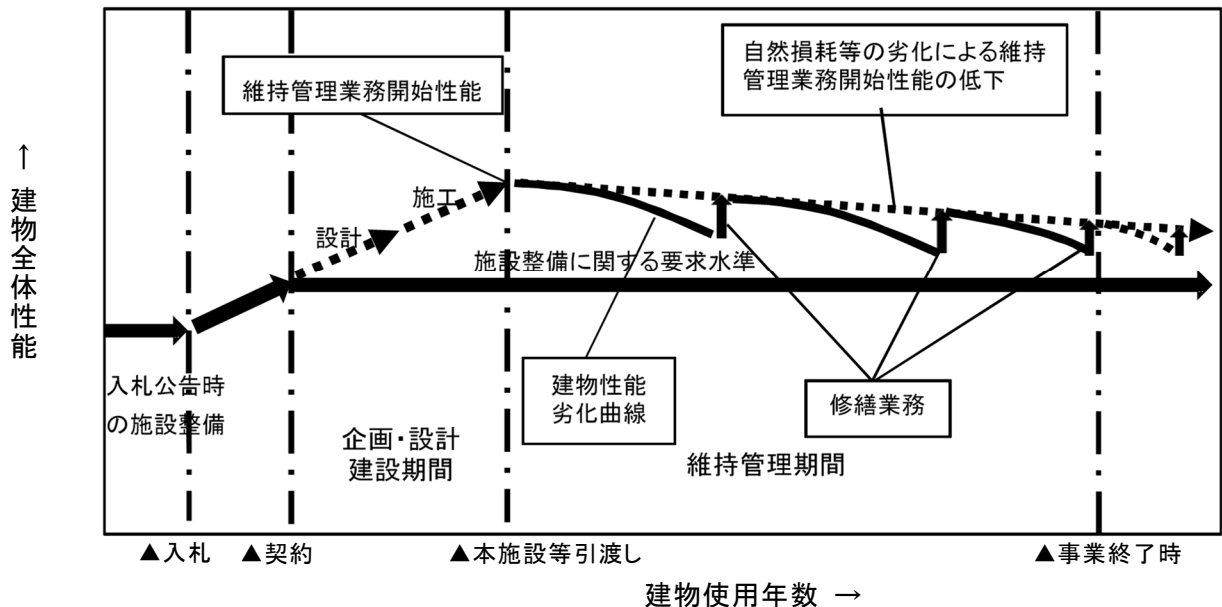 維持管理業務開始性能
自然損耗等の劣化による維持
管理業務開始性能の低下
↑
建物全体性能
施工
設計
施設整備に関する要求水準
入札公告時
の施設整備
建物性能
劣化曲線
修繕業務
企画・設計
建設期間
維持管理期間
▲入札
▲契約
▲本施設等引渡し
▲事業終了時
建物使用年数 →